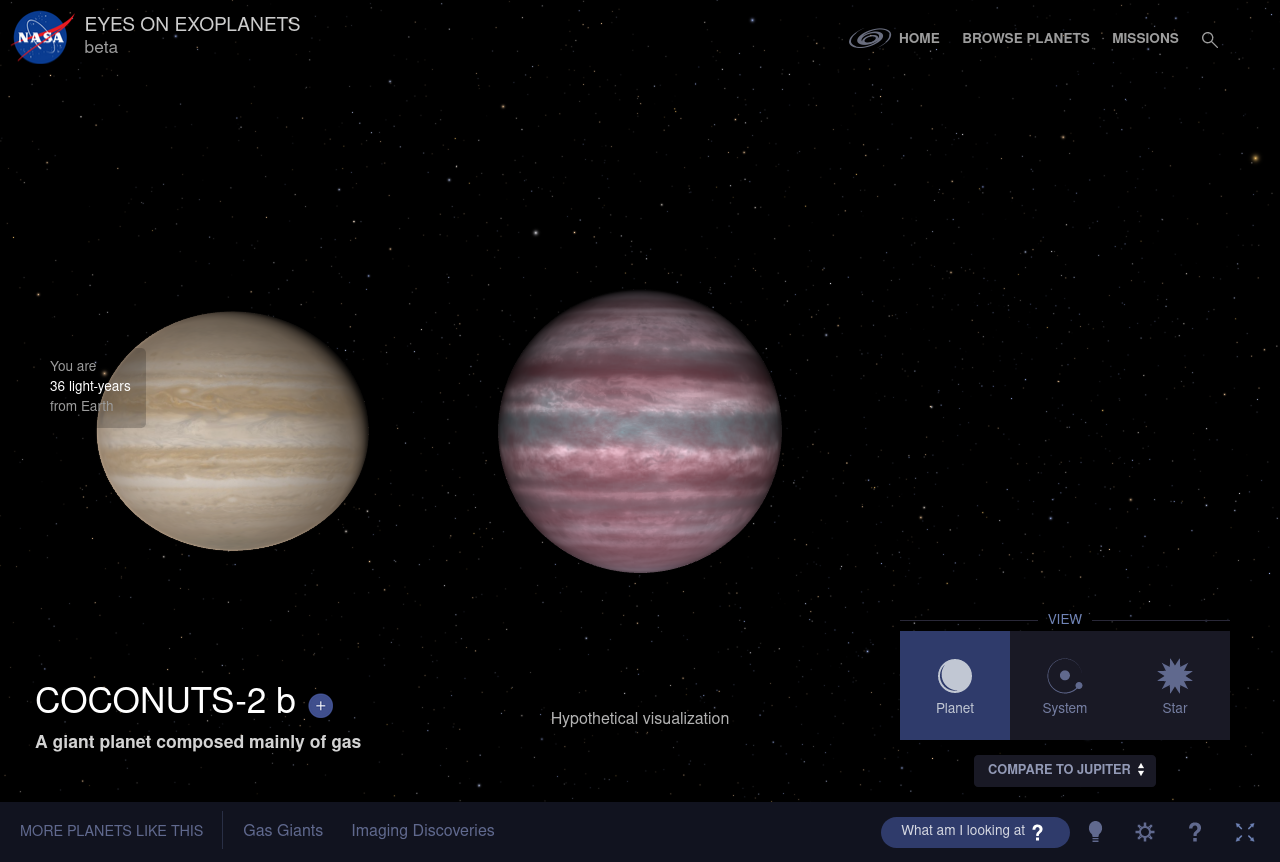 NASA
EYES ON EXOPLANETS
beta
HOME
BROWSE PLANETS
MISSIONS
You are
36 light-years
from Earth
COCONUTS-2 b
+
A giant planet composed mainly of gas
Hypothetical visualization
VIEW
Planet
System
Star
COMPARE TO JUPITER
MORE PLANETS LIKE THIS
Gas Giants
Imaging Discoveries
What am I looking at ?
?